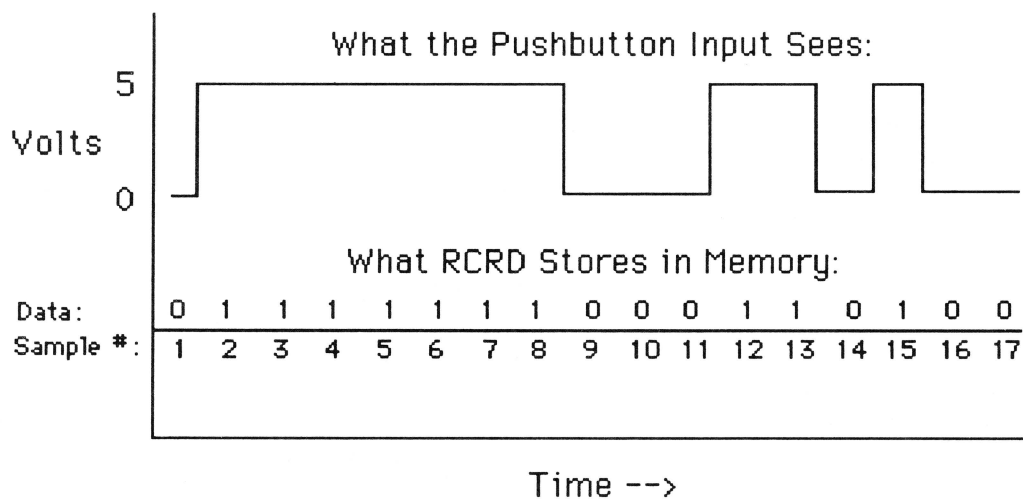 What the Pushbutton Input Sees:
5
Volts
0
What RCRD Stores in Memory:
Data: 0 1 1 1 1 1 1 1 0 0 0 1 1 0 1 0 0
Sample #: 1 2 3 4 5 6 7 8 9 10 11 12 13 14 15 16 17
Time -->